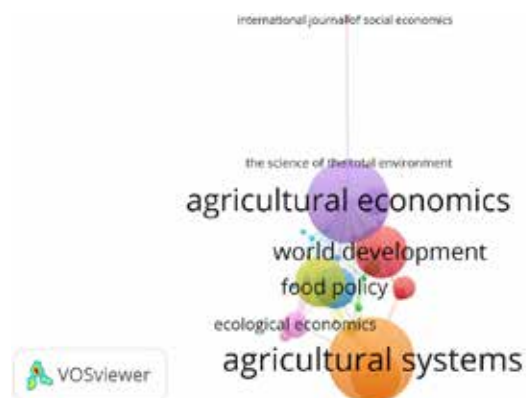 international journal of social economics
the science of the total environment
agricultural economics
world development
food policy
ecological economics
agricultural systems
VOSviewer